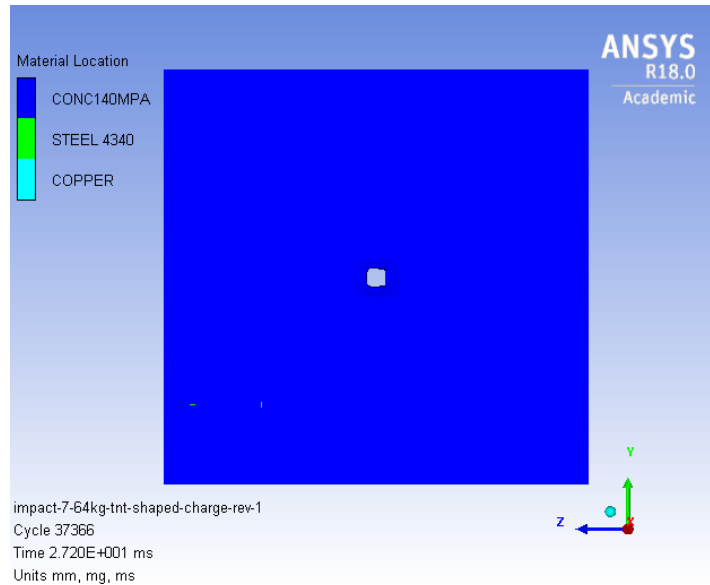 Material Location
CONC140MPA
STEEL 4340
COPPER
ANSYS
R18.0
Academic
Y
Z
X
impact-7-64kg-tnt-shaped-charge-rev-1
Cycle 37366
Time 2.720E+001 ms
Units mm, mg, ms